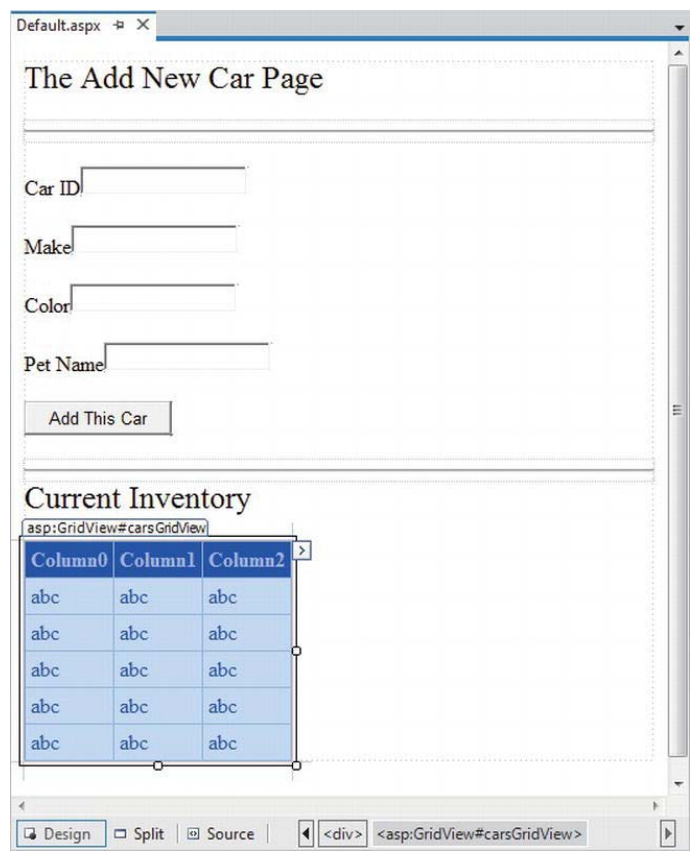 Default.aspx
The Add New Car Page
Car ID
Make
Color
Pet Name
Add This Car
Current Inventory
asp:GridView#carsGridView
Column0 Column1 Column2
abc abc abc
abc abc abc
abc abc abc
abc abc abc
abc abc abc
Design Split Source <div> <asp:GridView#carsGridView>